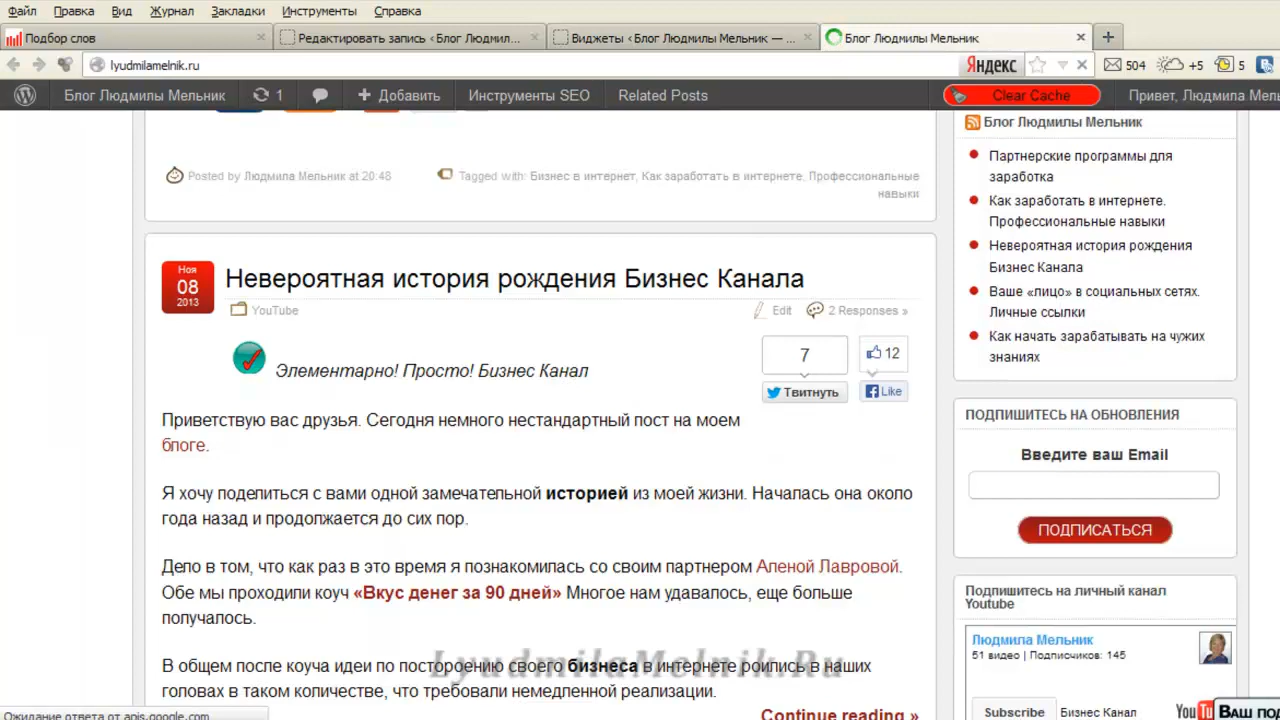 Файл Правка Вид Журнал Закладки Инструменты Справка
Подбор слов
Редактировать запись ‹ Блог Людмил...
Виджеты ‹ Блог Людмилы Мельник — ...
Блог Людмилы Мельник
lyudmilamelnik.ru
Яндекс
504
+5
5
Блог Людмилы Мельник
1
Добавить
Инструменты SEO
Related Posts
Clear Cache
Привет, Людмила Мель
Posted by Людмила Мельник at 20:48
Tagged with: Бизнес в интернет, Как заработать в интернете, Профессиональные
навыки
Ноя
08
2013
Невероятная история рождения Бизнес Канала
YouTube
Edit
2 Responses »
Элементарно! Просто! Бизнес Канал
7
Твитнуть
12
Like
Приветствую вас друзья. Сегодня немного нестандартный пост на моем
блоге.
Я хочу поделиться с вами одной замечательной историей из моей жизни. Началась она около
года назад и продолжается до сих пор.
Дело в том, что как раз в это время я познакомилась со своим партнером Аленой Лавровой.
Обе мы проходили коуч «Вкус денег за 90 дней» Многое нам удавалось, еще больше
получалось.
В общем после коуча идеи по постороению своего бизнеса в интернете роились в наших
головах в таком количестве, что требовали немедленной реализации.
LyudmilaMelnik.Ru
Continue reading »
Блог Людмилы Мельник
Партнерские программы для
заработка
Как заработать в интернете.
Профессиональные навыки
Невероятная история рождения
Бизнес Канала
Ваше «лицо» в социальных сетях.
Личные ссылки
Как начать зарабатывать на чужих
знаниях
ПОДПИШИТЕСЬ НА ОБНОВЛЕНИЯ
Введите ваш Email
ПОДПИСАТЬСЯ
Подпишитесь на личный канал
Youtube
Людмила Мельник
51 видео | Подписчиков: 145
Subscribe
Бизнес Канал
You Tu
Ваш по
Ожидание ответа от apis.google.com